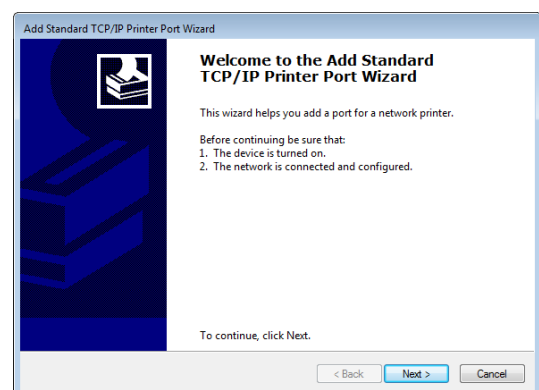 Add Standard TCP/IP Printer Port Wizard
Welcome to the Add Standard
TCP/IP Printer Port Wizard
This wizard helps you add a port for a network printer.
Before continuing be sure that:
1. The device is turned on.
2. The network is connected and configured.
To continue, click Next.
< Back Next > Cancel